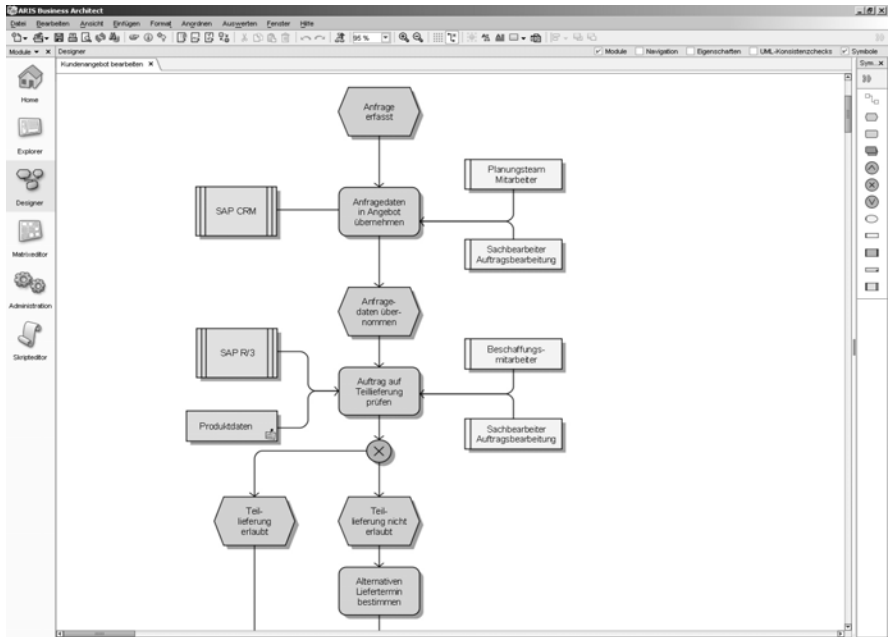 ARIS Business Architect
Datei Bearbeiten Ansicht Einfügen Format Angrdnen Auswerten Fenster Hilfe
95 %
Module
Designer
Module Navigation Eigenschaften UML-Konsistenzchecks Symbole
Kundenangebot bearbeiten
Sym...
Home
Explorer
Designer
Matrixeditor
Administration
Skripteditor
Anfrage
erfasst
SAP CRM
Anfragedaten
in Angebot
übernehmen
Planungsteam
Mitarbeiter
Sachbearbeiter
Auftragsbearbeitung
Anfrage-
daten über-
nommen
SAP R/3
Produktdaten
Auftrag auf
Teillieferung
prüfen
Beschaffungs-
mitarbeiter
Sachbearbeiter
Auftragsbearbeitung
Teil-
lieferung
erlaubt
Teil-
lieferung nicht
erlaubt
Alternativen
Liefertermin
bestimmen